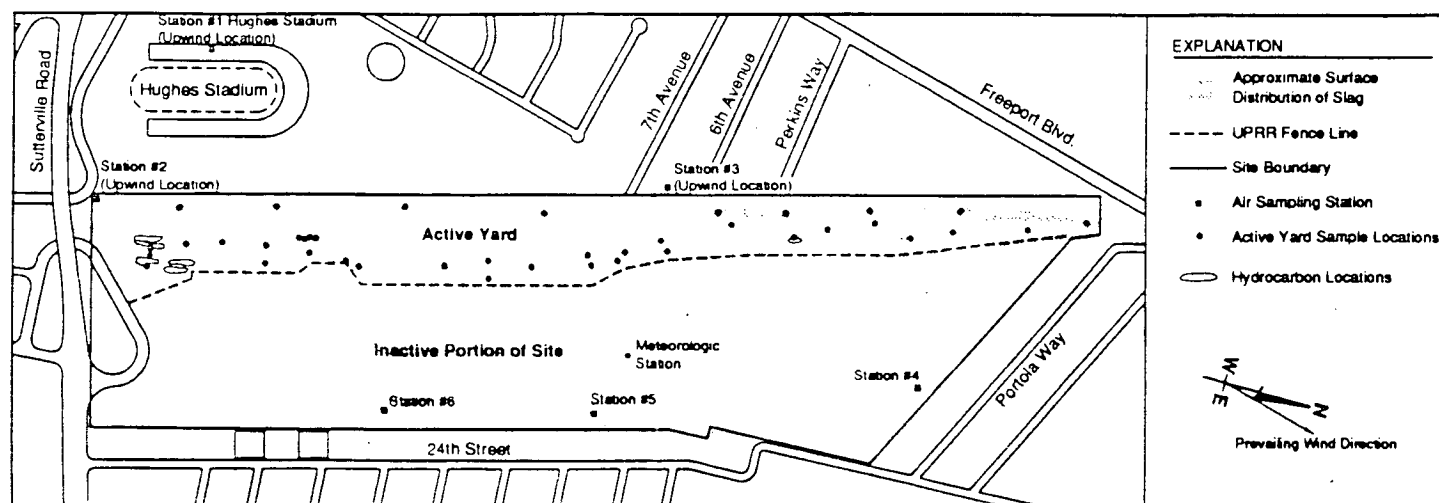 Station #1 Hughes Stadium
(Upwind Location)
Hughes Stadium
Sutterville Road
7th Avenue
6th Avenue
Perkins Way
Freeport Blvd.
Station #2
(Upwind Location)
Station #3
(Upwind Location)
Active Yard
Inactive Portion of Site
Meteorologic
Station
Station #4
Station #6
Station #5
Portola Way
24th Street
EXPLANATION
Approximate Surface
Distribution of Slag
UPRR Fence Line
Site Boundary
Air Sampling Station
Active Yard Sample Locations
Hydrocarbon Locations
W
E
N
Prevailing Wind Direction